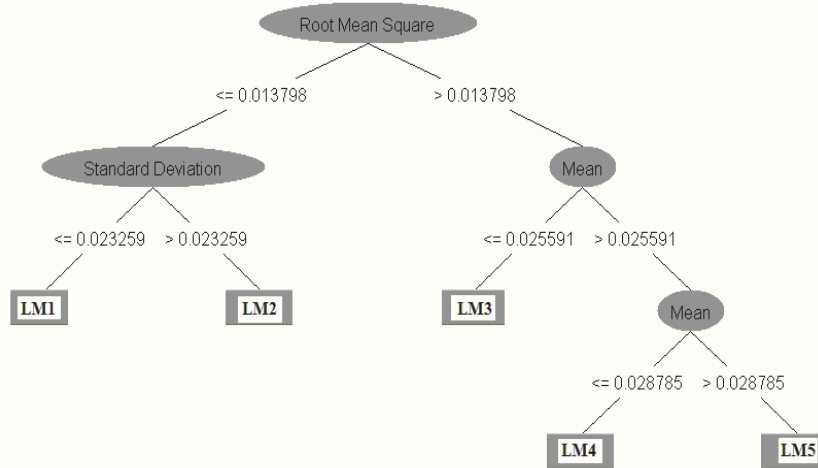 Root Mean Square
<= 0.013798
> 0.013798
Standard Deviation
Mean
<= 0.023259
> 0.023259
<= 0.025591
> 0.025591
LM1
LM2
LM3
Mean
<= 0.028785
> 0.028785
LM4
LM5